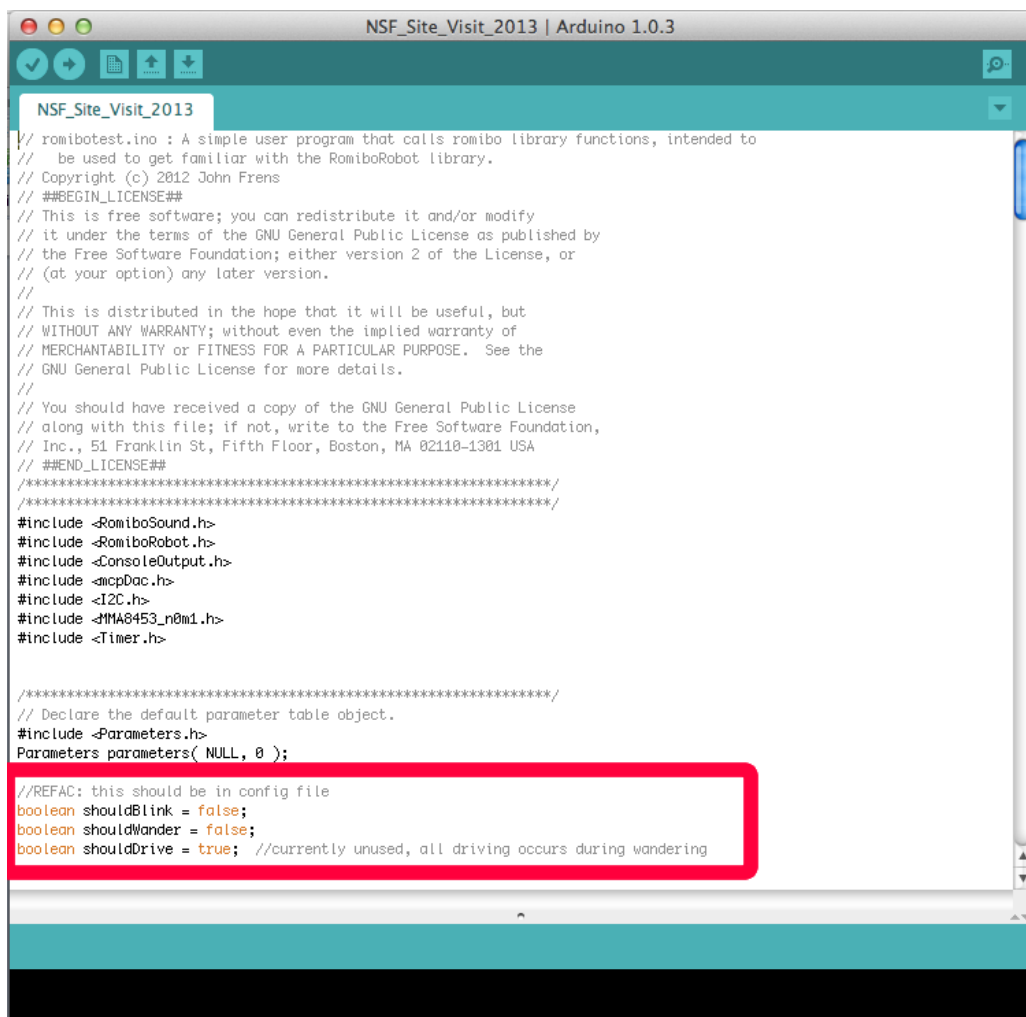 NSF_Site_Visit_2013 | Arduino 1.0.3
NSF_Site_Visit_2013
// romibotest.ino : A simple user program that calls romibo library functions, intended to
//   be used to get familiar with the RomiboRobot library.
// Copyright (c) 2012 John Frens
// ##BEGIN_LICENSE##
// This is free software; you can redistribute it and/or modify
// it under the terms of the GNU General Public License as published by
// the Free Software Foundation; either version 2 of the License, or
// (at your option) any later version.
//
// This is distributed in the hope that it will be useful, but
// WITHOUT ANY WARRANTY; without even the implied warranty of
// MERCHANTABILITY or FITNESS FOR A PARTICULAR PURPOSE.  See the
// GNU General Public License for more details.
//
// You should have received a copy of the GNU General Public License
// along with this file; if not, write to the Free Software Foundation,
// Inc., 51 Franklin St, Fifth Floor, Boston, MA 02110-1301 USA
// ##END_LICENSE##
/****************************************************************/
/****************************************************************/
#include <RomiboSound.h>
#include <RomiboRobot.h>
#include <ConsoleOutput.h>
#include <mcpDac.h>
#include <I2C.h>
#include <MMA8453_n0m1.h>
#include <Timer.h>
/****************************************************************/
// Declare the default parameter table object.
#include <Parameters.h>
Parameters parameters( NULL, 0 );
//REFAC: this should be in config file
boolean shouldBlink = false;
boolean shouldWander = false;
boolean shouldDrive = true;  //currently unused, all driving occurs during wandering